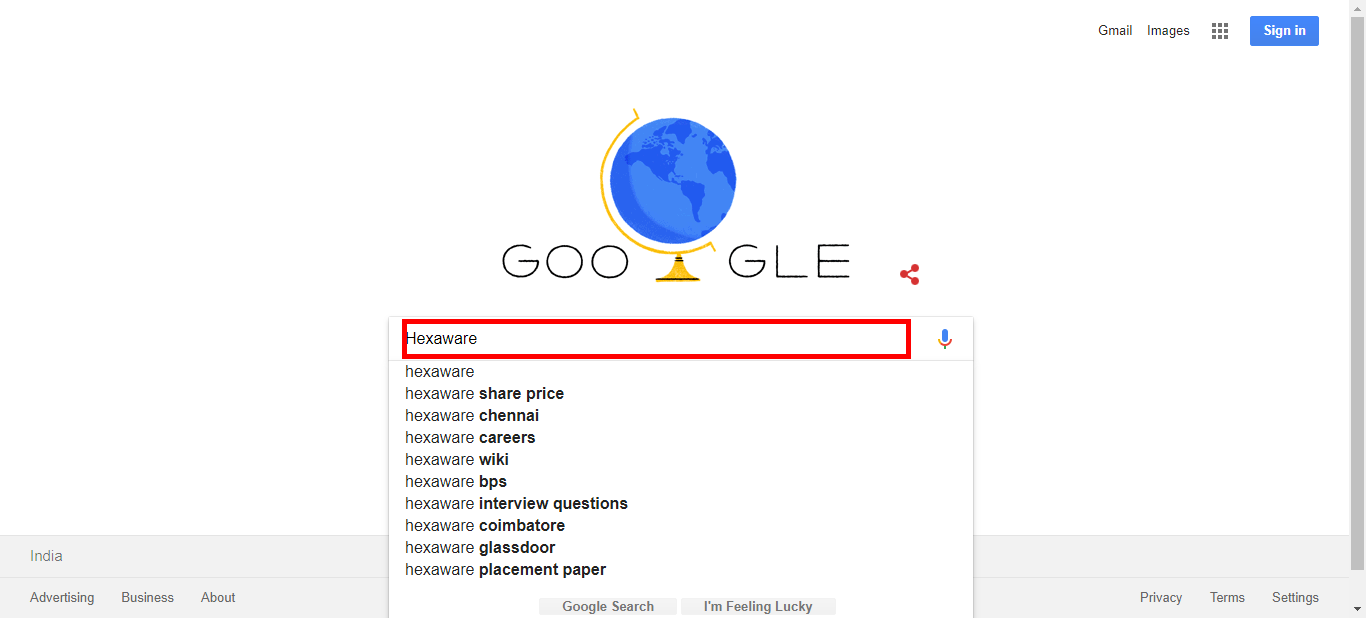 Gmail Images Sign in
GOO GLE
Hexaware
hexaware
hexaware share price
hexaware chennai
hexaware careers
hexaware wiki
hexaware bps
hexaware interview questions
hexaware coimbatore
hexaware glassdoor
hexaware placement paper
Google Search I'm Feeling Lucky
India
Advertising Business About Privacy Terms Settings